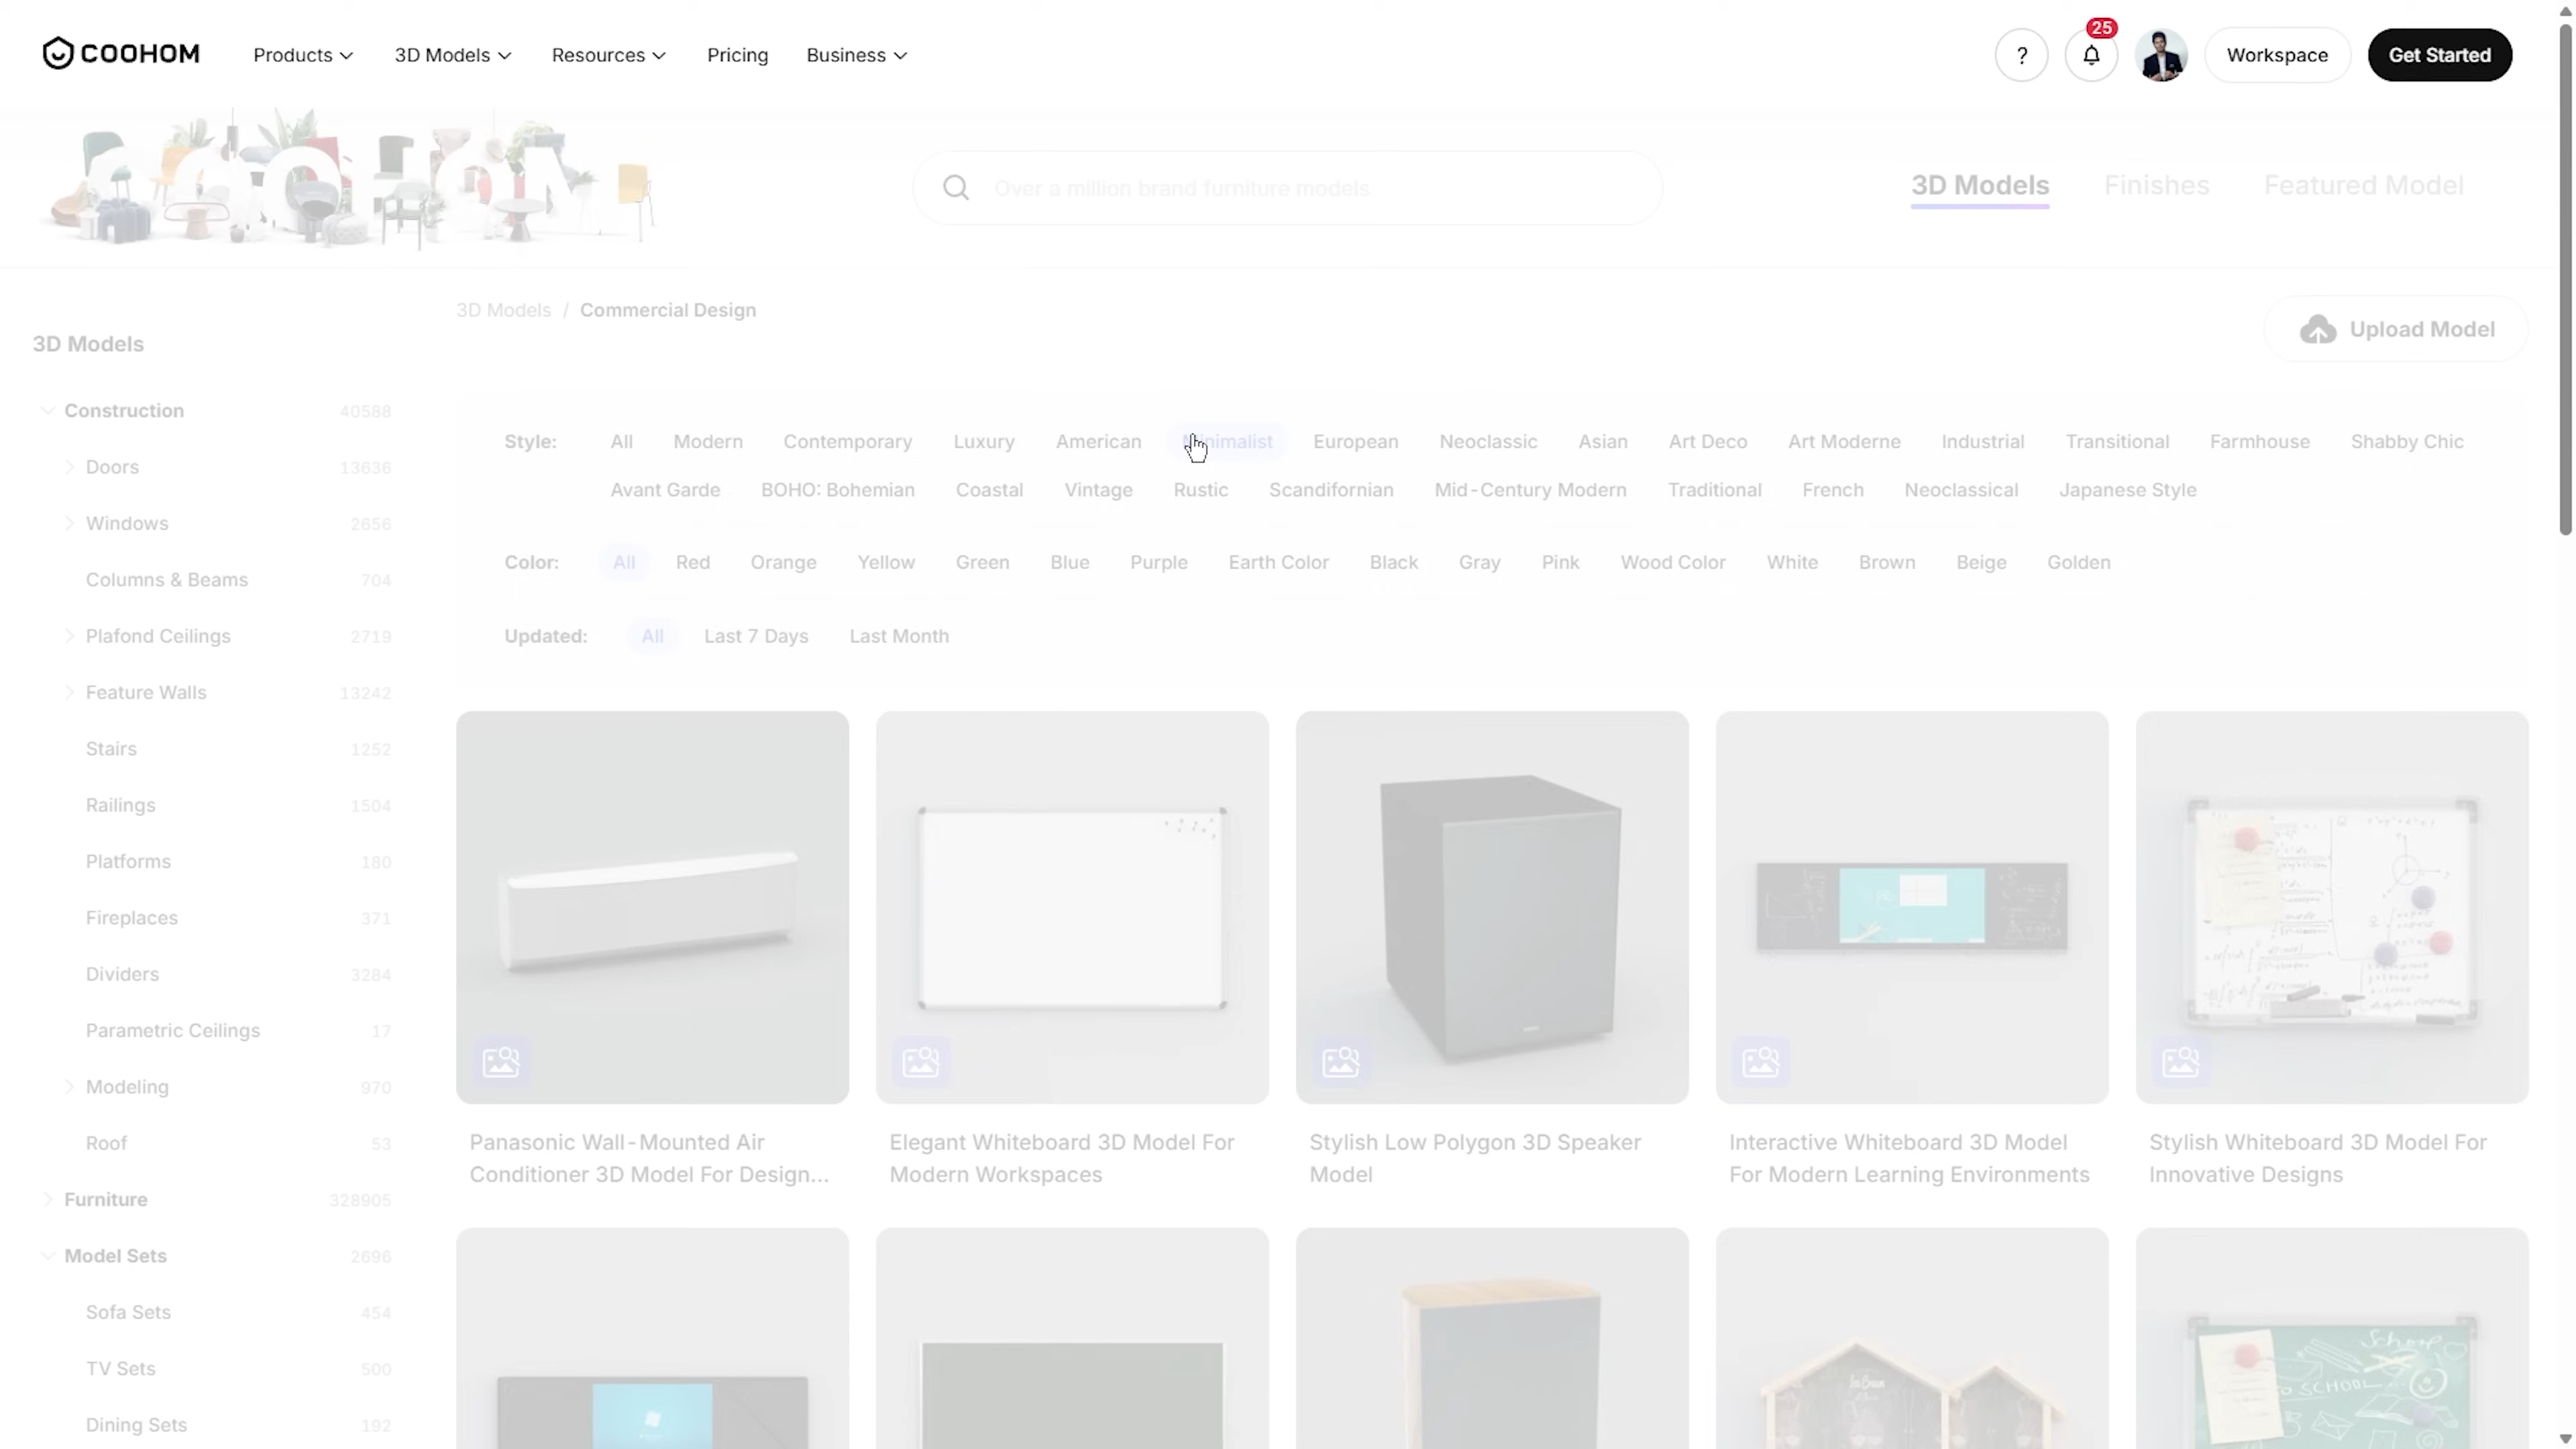 COOHOM
Products
3D Models
Resources
Pricing
Business
?
25
Workspace
Get Started
COOHOM
Over a million brand furniture models
3D Models
Finishes
Featured Model
3D Models / Commercial Design
Upload Model
3D Models
Construction 40588
Doors 13636
Windows 2656
Columns & Beams 704
Plafond Ceilings 2719
Feature Walls 13242
Stairs 1252
Railings 1504
Platforms 180
Fireplaces 371
Dividers 3284
Parametric Ceilings 17
Modeling 970
Roof 53
Furniture 328905
Model Sets 2696
Sofa Sets 454
TV Sets 500
Dining Sets 192
Style: All Modern Contemporary Luxury American Minimalist European Neoclassic Asian Art Deco Art Moderne Industrial Transitional Farmhouse Shabby Chic
Avant Garde BOHO: Bohemian Coastal Vintage Rustic Scandifornian Mid-Century Modern Traditional French Neoclassical Japanese Style
Color: All Red Orange Yellow Green Blue Purple Earth Color Black Gray Pink Wood Color White Brown Beige Golden
Updated: All Last 7 Days Last Month
Panasonic Wall-Mounted Air
Conditioner 3D Model For Design...
Elegant Whiteboard 3D Model For
Modern Workspaces
Stylish Low Polygon 3D Speaker
Model
Interactive Whiteboard 3D Model
For Modern Learning Environments
Stylish Whiteboard 3D Model For
Innovative Designs
School
SCHOOL